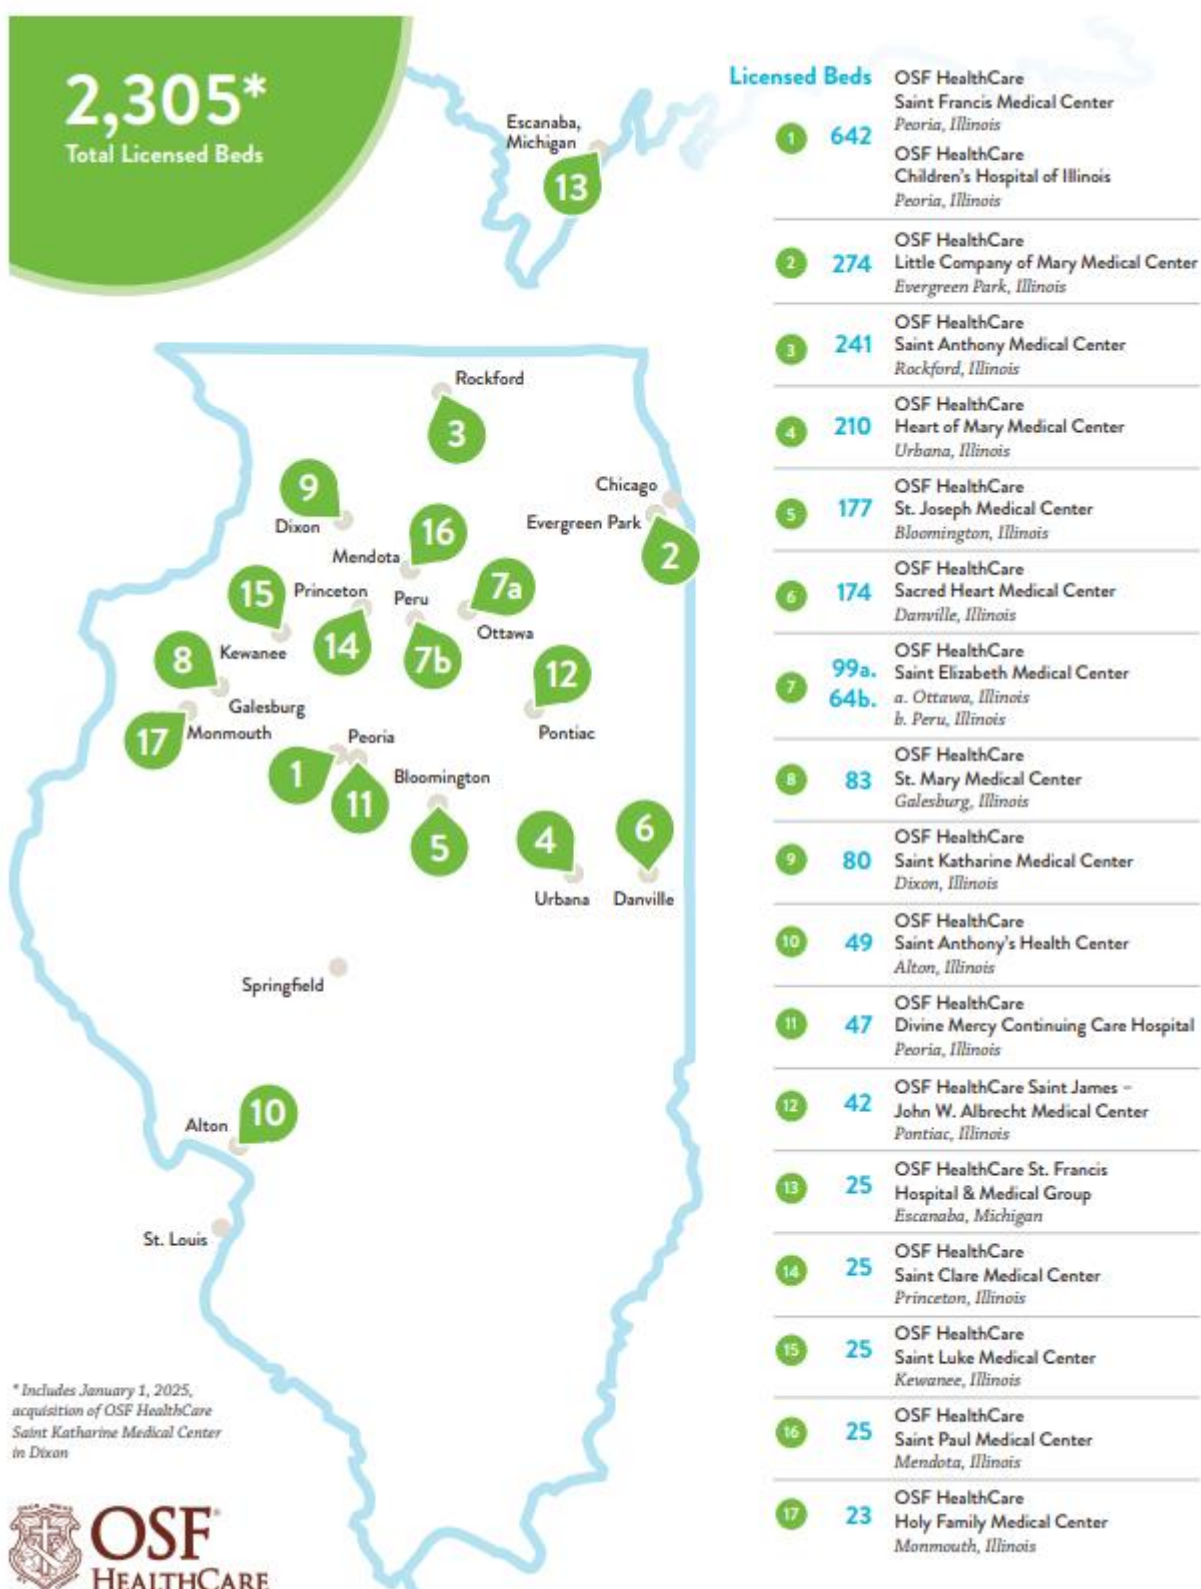 2,305*
Total Licensed Beds
Escanaba,
Michigan
13
Rockford
3
9
Dixon
Chicago
Evergreen Park
2
16
Mendota
15
Princeton
Peru
7a
Ottawa
Kewanee
14
7b
8
Galesburg
12
Pontiac
17
Monmouth
Peoria
1
11
Bloomington
5
4
Urbana
6
Danville
Springfield
Alton
10
St. Louis
* Includes January 1, 2025,
acquisition of OSF HealthCare
Saint Katharine Medical Center
in Dixon
OSF
HEALTHCARE
Licensed Beds
1 642
OSF HealthCare
Saint Francis Medical Center
Peoria, Illinois
OSF HealthCare
Children's Hospital of Illinois
Peoria, Illinois
2 274
OSF HealthCare
Little Company of Mary Medical Center
Evergreen Park, Illinois
3 241
OSF HealthCare
Saint Anthony Medical Center
Rockford, Illinois
4 210
OSF HealthCare
Heart of Mary Medical Center
Urbana, Illinois
5 177
OSF HealthCare
St. Joseph Medical Center
Bloomington, Illinois
6 174
OSF HealthCare
Sacred Heart Medical Center
Danville, Illinois
7 99a.
64b.
OSF HealthCare
Saint Elizabeth Medical Center
a. Ottawa, Illinois
b. Peru, Illinois
8 83
OSF HealthCare
St. Mary Medical Center
Galesburg, Illinois
9 80
OSF HealthCare
Saint Katharine Medical Center
Dixon, Illinois
10 49
OSF HealthCare
Saint Anthony's Health Center
Alton, Illinois
11 47
OSF HealthCare
Divine Mercy Continuing Care Hospital
Peoria, Illinois
12 42
OSF HealthCare Saint James –
John W. Albrecht Medical Center
Pontiac, Illinois
13 25
OSF HealthCare St. Francis
Hospital & Medical Group
Escanaba, Michigan
14 25
OSF HealthCare
Saint Clare Medical Center
Princeton, Illinois
15 25
OSF HealthCare
Saint Luke Medical Center
Kewanee, Illinois
16 25
OSF HealthCare
Saint Paul Medical Center
Mendota, Illinois
17 23
OSF HealthCare
Holy Family Medical Center
Monmouth, Illinois